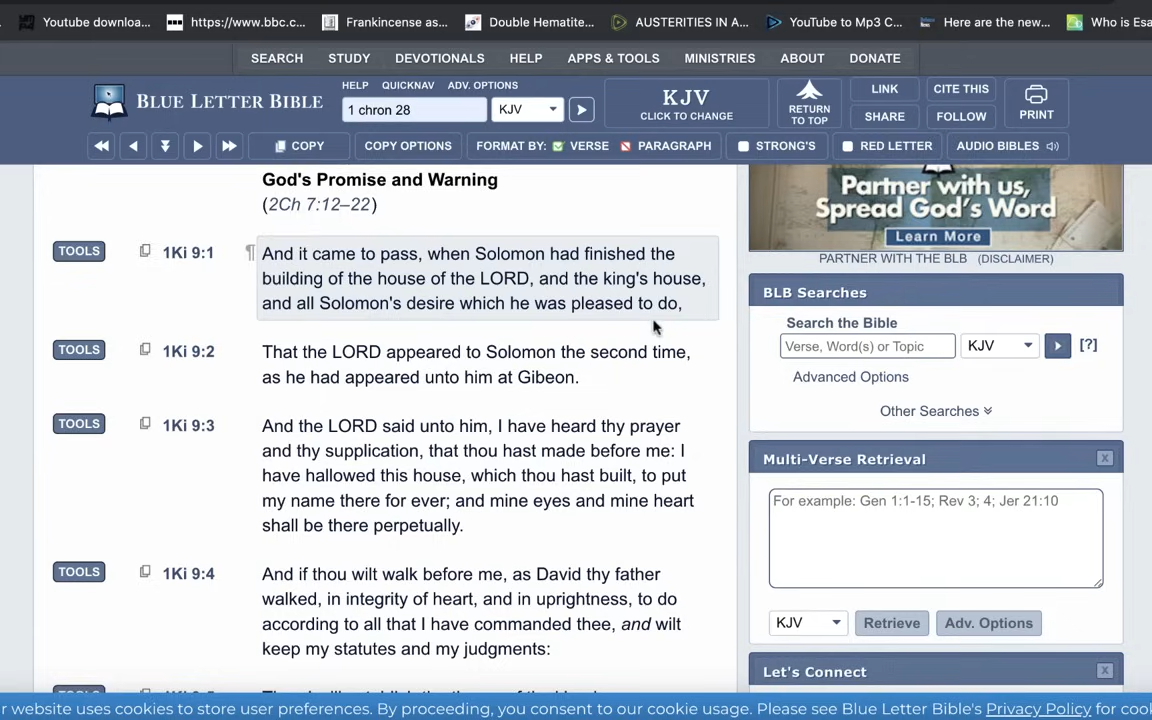 Youtube downloa... https://www.bbc.c... Frankincense as... Double Hematite... AUSTERITIES IN A... YouTube to Mp3 C... Here are the new... Who is Esa
SEARCH STUDY DEVOTIONALS HELP APPS & TOOLS MINISTRIES ABOUT DONATE
BLUE LETTER BIBLE
HELP QUICKNAV ADV. OPTIONS
1 chron 28 KJV
KJV
CLICK TO CHANGE
RETURN
TO TOP
LINK CITE THIS
SHARE FOLLOW
PRINT
COPY COPY OPTIONS FORMAT BY: VERSE PARAGRAPH STRONG'S RED LETTER AUDIO BIBLES
God's Promise and Warning
(2Ch 7:12–22)
TOOLS 1Ki 9:1 ¶ And it came to pass, when Solomon had finished the
building of the house of the LORD, and the king's house,
and all Solomon's desire which he was pleased to do,
TOOLS 1Ki 9:2 That the LORD appeared to Solomon the second time,
as he had appeared unto him at Gibeon.
TOOLS 1Ki 9:3 And the LORD said unto him, I have heard thy prayer
and thy supplication, that thou hast made before me: I
have hallowed this house, which thou hast built, to put
my name there for ever; and mine eyes and mine heart
shall be there perpetually.
TOOLS 1Ki 9:4 And if thou wilt walk before me, as David thy father
walked, in integrity of heart, and in uprightness, to do
according to all that I have commanded thee, and wilt
keep my statutes and my judgments:
Partner with us,
Spread God's Word
Learn More
PARTNER WITH THE BLB (DISCLAIMER)
BLB Searches
Search the Bible
Verse, Word(s) or Topic KJV [?]
Advanced Options
Other Searches
Multi-Verse Retrieval X
For example: Gen 1:1-15; Rev 3; 4; Jer 21:10
KJV Retrieve Adv. Options
Let's Connect X
r website uses cookies to store user preferences. By proceeding, you consent to our cookie usage. Please see Blue Letter Bible's Privacy Policy for cook